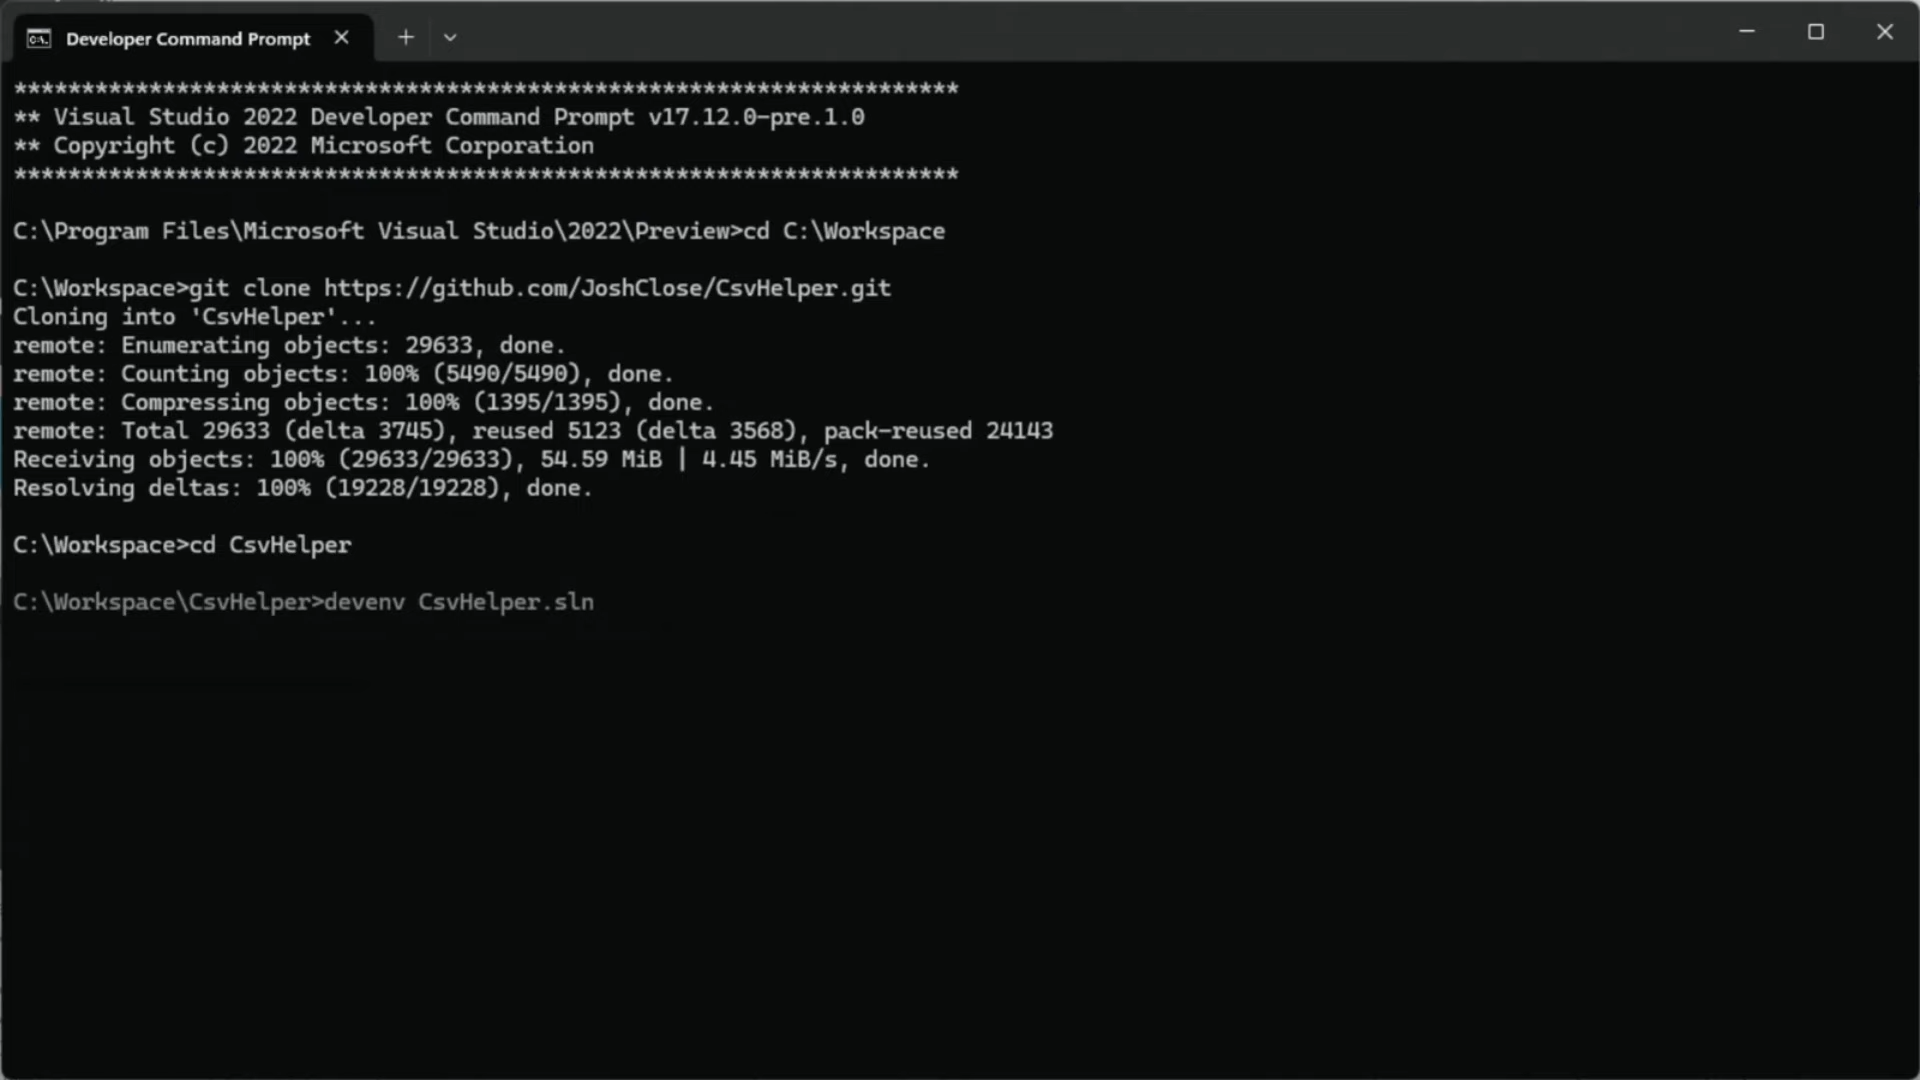 Developer Command Prompt
**********************************************************************
** Visual Studio 2022 Developer Command Prompt v17.12.0-pre.1.0
** Copyright (c) 2022 Microsoft Corporation
**********************************************************************
C:\Program Files\Microsoft Visual Studio\2022\Preview>cd C:\Workspace
C:\Workspace>git clone https://github.com/JoshClose/CsvHelper.git
Cloning into 'CsvHelper'...
remote: Enumerating objects: 29633, done.
remote: Counting objects: 100% (5490/5490), done.
remote: Compressing objects: 100% (1395/1395), done.
remote: Total 29633 (delta 3745), reused 5123 (delta 3568), pack-reused 24143
Receiving objects: 100% (29633/29633), 54.59 MiB | 4.45 MiB/s, done.
Resolving deltas: 100% (19228/19228), done.
C:\Workspace>cd CsvHelper
C:\Workspace\CsvHelper>devenv CsvHelper.sln